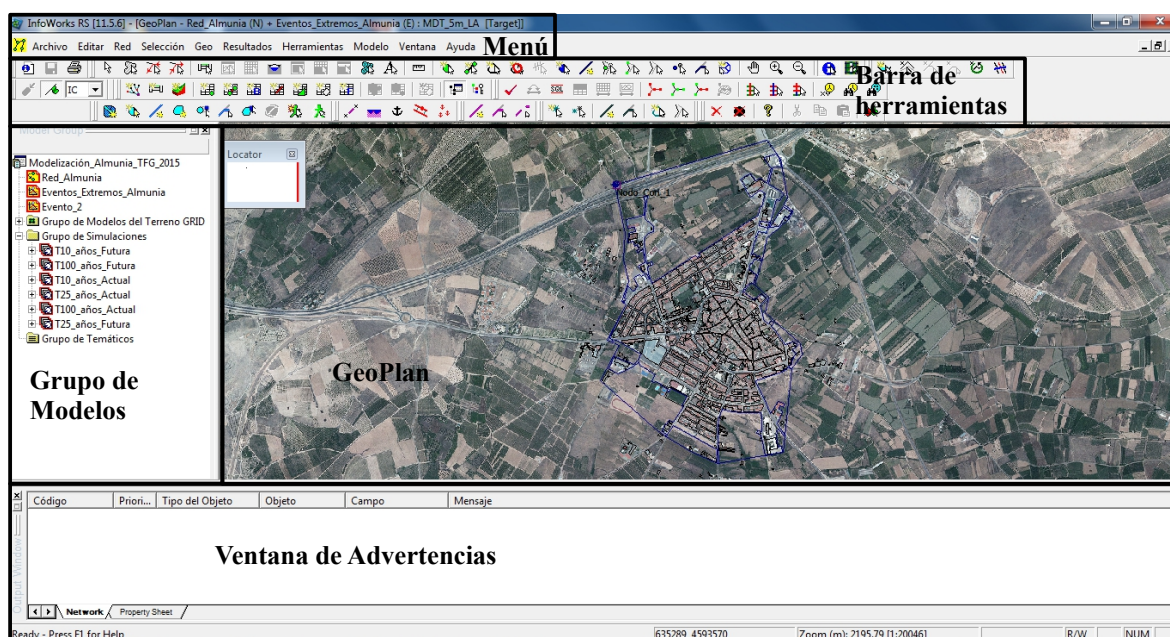 InfoWorks RS [11.5.6] - [GeoPlan - Red_Almunia (N) + Eventos_Extremos_Almunia (E) : MDT_5m_LA [Target]]
Archivo Editar Red Selección Geo Resultados Herramientas Modelo Ventana Ayuda Menú
Barra de
herramientas
IC
Model Group
Modelización_Almunia_TFG_2015
Red_Almunia
Eventos_Extremos_Almunia
Evento_2
Grupo de Modelos del Terreno GRID
Grupo de Simulaciones
T10_años_Futura
T100_años_Futura
T10_años_Actual
T25_años_Actual
T100_años_Actual
T25_años_Futura
Grupo de Temáticos
Grupo de
Modelos
Locator
GeoPlan
Código Priori... Tipo del Objeto Objeto Campo Mensaje
Ventana de Advertencias
Output Window
Network Property Sheet
Ready - Press F1 for Help 635289, 4593570 Zoom (m): 2195.79 [1:20046] R/W NUM